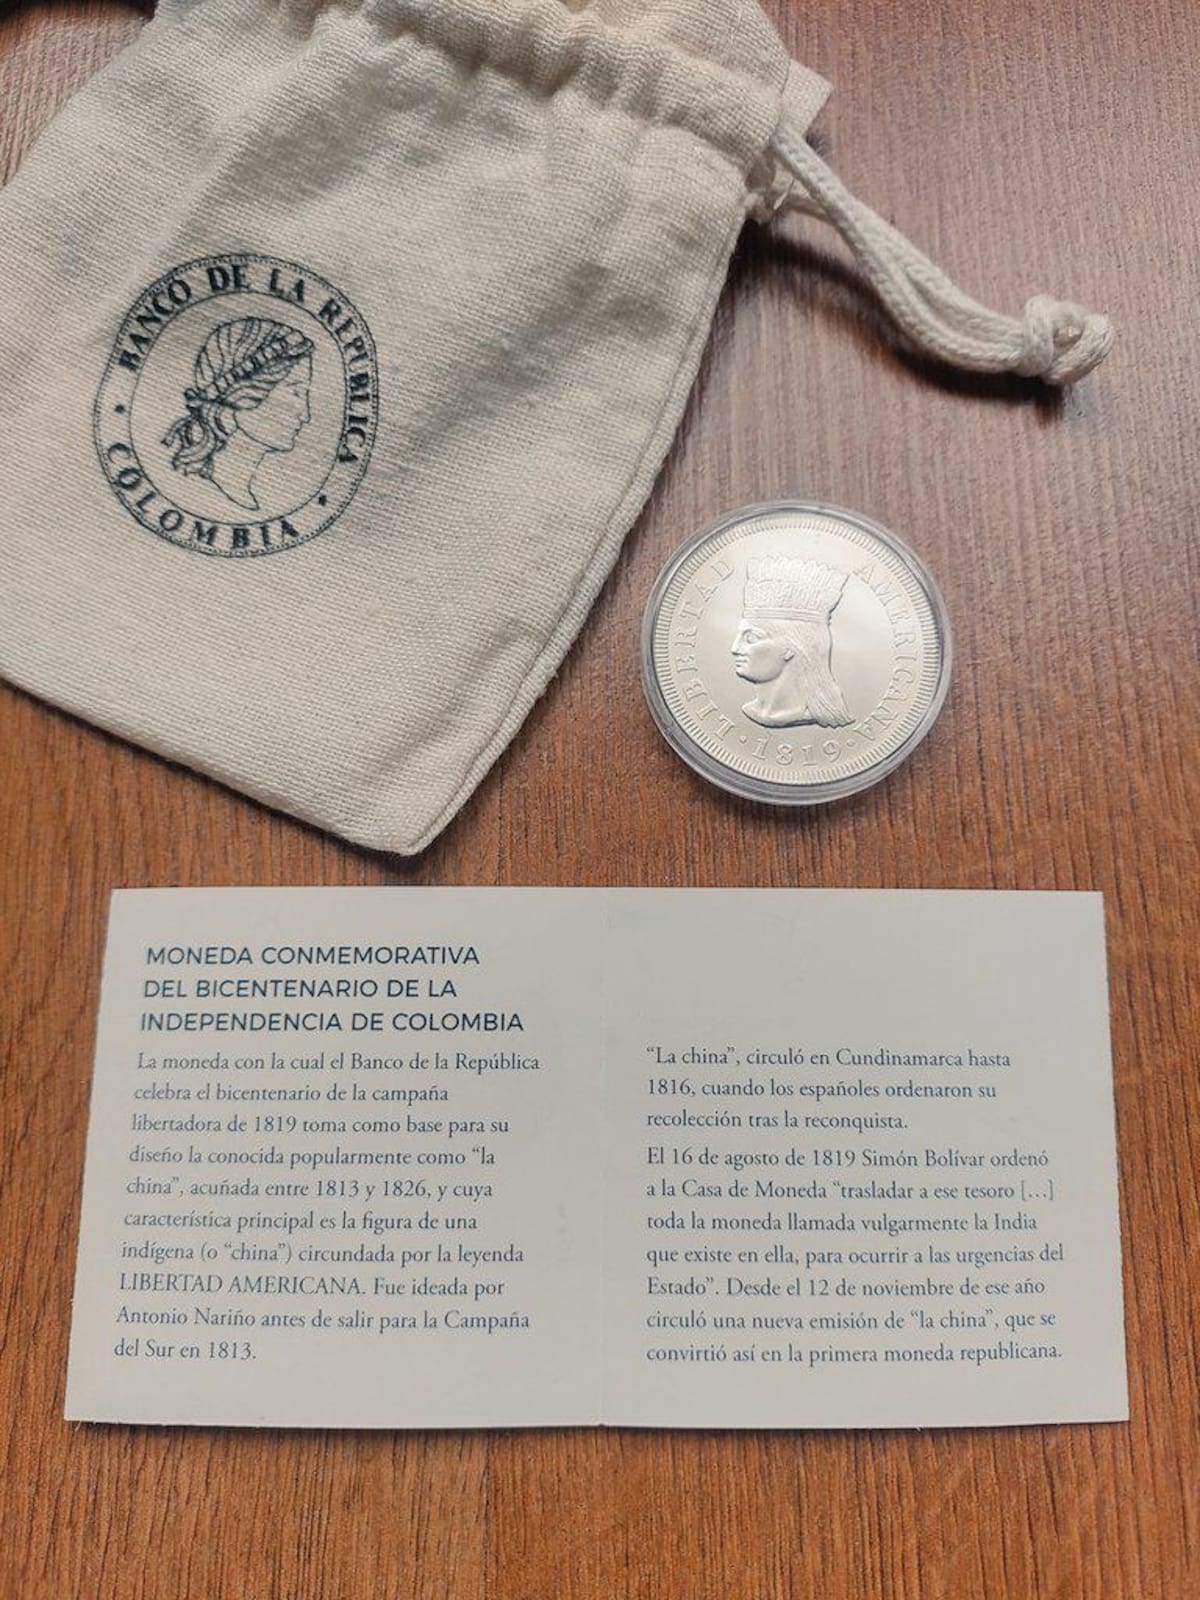 BANCO DE LA REPUBLICA
COLOMBIA
LIBERTAD AMERICANA
1819
MONEDA CONMEMORATIVA
DEL BICENTENARIO DE LA
INDEPENDENCIA DE COLOMBIA
La moneda con la cual el Banco de la República
celebra el bicentenario de la campaña
libertadora de 1819 toma como base para su
diseño la conocida popularmente como “la
china”, acuñada entre 1813 y 1826, y cuya
característica principal es la figura de una
indígena (o “china”) circundada por la leyenda
LIBERTAD AMERICANA. Fue ideada por
Antonio Nariño antes de salir para la Campaña
del Sur en 1813.
“La china”, circuló en Cundinamarca hasta
1816, cuando los españoles ordenaron su
recolección tras la reconquista.
El 16 de agosto de 1819 Simón Bolívar ordenó
a la Casa de Moneda “trasladar a ese tesoro [...]
toda la moneda llamada vulgarmente la India
que existe en ella, para ocurrir a las urgencias del
Estado”. Desde el 12 de noviembre de ese año
circuló una nueva emisión de “la china”, que se
convirtió así en la primera moneda republicana.